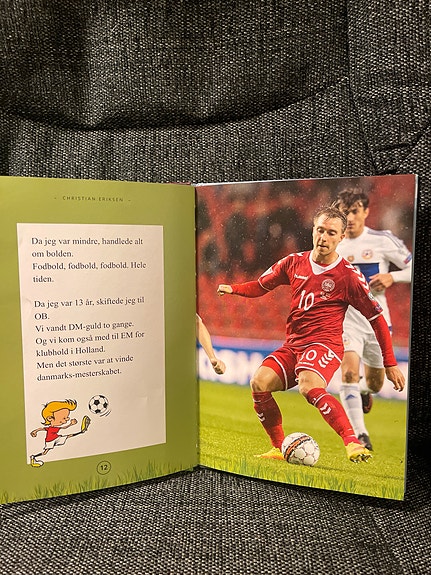 - CHRISTIAN ERIKSEN -
Da jeg var mindre, handlede alt
om bolden.
Fodbold, fodbold, fodbold. Hele
tiden.
Da jeg var 13 år, skiftede jeg til
OB.
Vi vandt DM-guld to gange.
Og vi kom også med til EM for
klubhold i Holland.
Men det største var at vinde
danmarks-mesterskabet.
12
10
10